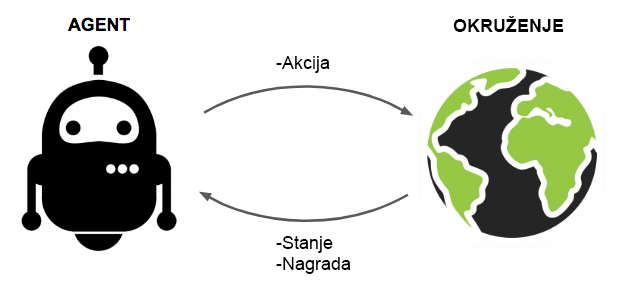 AGENT
OKRUŽENJE
-Akcija
-Stanje
-Nagrada